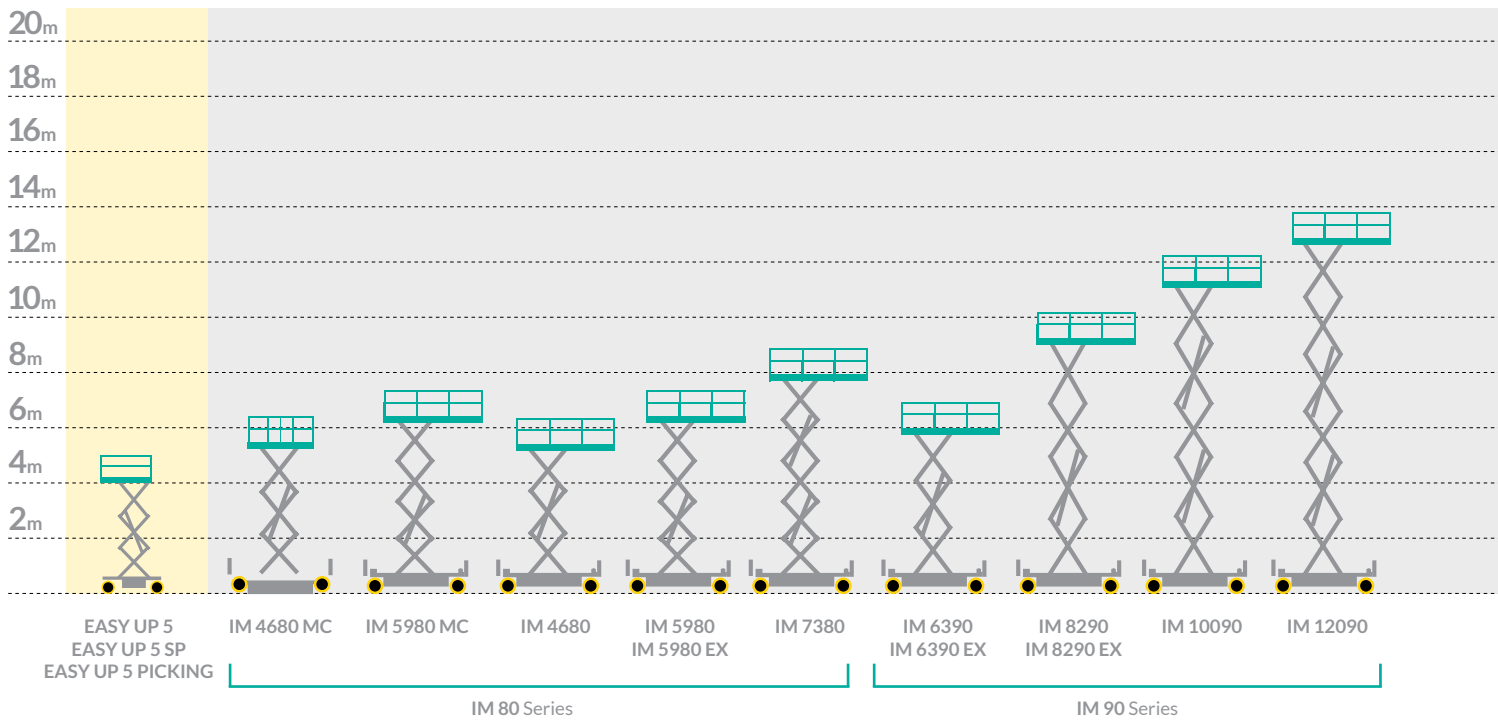 20m
18m
16m
14m
12m
10m
8m
6m
4m
2m
EASY UP 5
EASY UP 5 SP
EASY UP 5 PICKING
IM 4680 MC
IM 5980 MC
IM 4680
IM 5980
IM 5980 EX
IM 7380
IM 6390
IM 6390 EX
IM 8290
IM 8290 EX
IM 10090
IM 12090
IM 80 Series
IM 90 Series